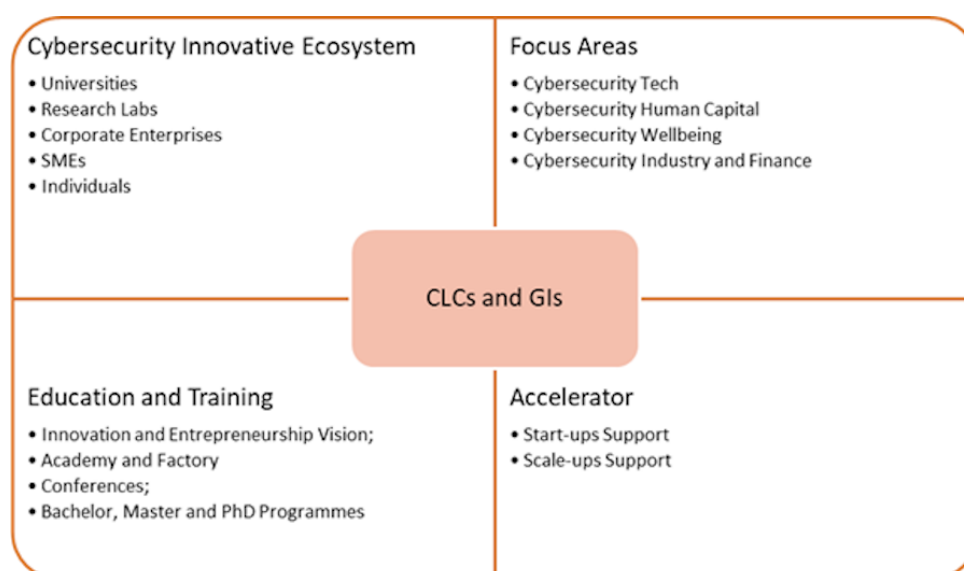 Cybersecurity Innovative Ecosystem
• Universities
• Research Labs
• Corporate Enterprises
• SMEs
• Individuals
Focus Areas
• Cybersecurity Tech
• Cybersecurity Human Capital
• Cybersecurity Wellbeing
• Cybersecurity Industry and Finance
CLCs and GIs
Education and Training
• Innovation and Entrepreneurship Vision;
• Academy and Factory
• Conferences;
• Bachelor, Master and PhD Programmes
Accelerator
• Start-ups Support
• Scale-ups Support